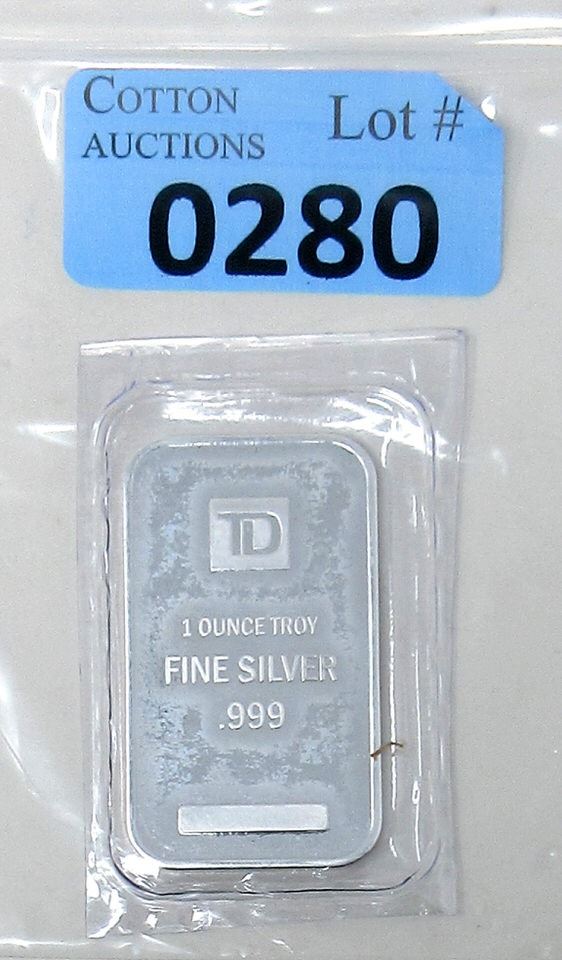 COTTON
AUCTIONS
Lot #
0280
TD
1 OUNCE TROY
FINE SILVER
.999